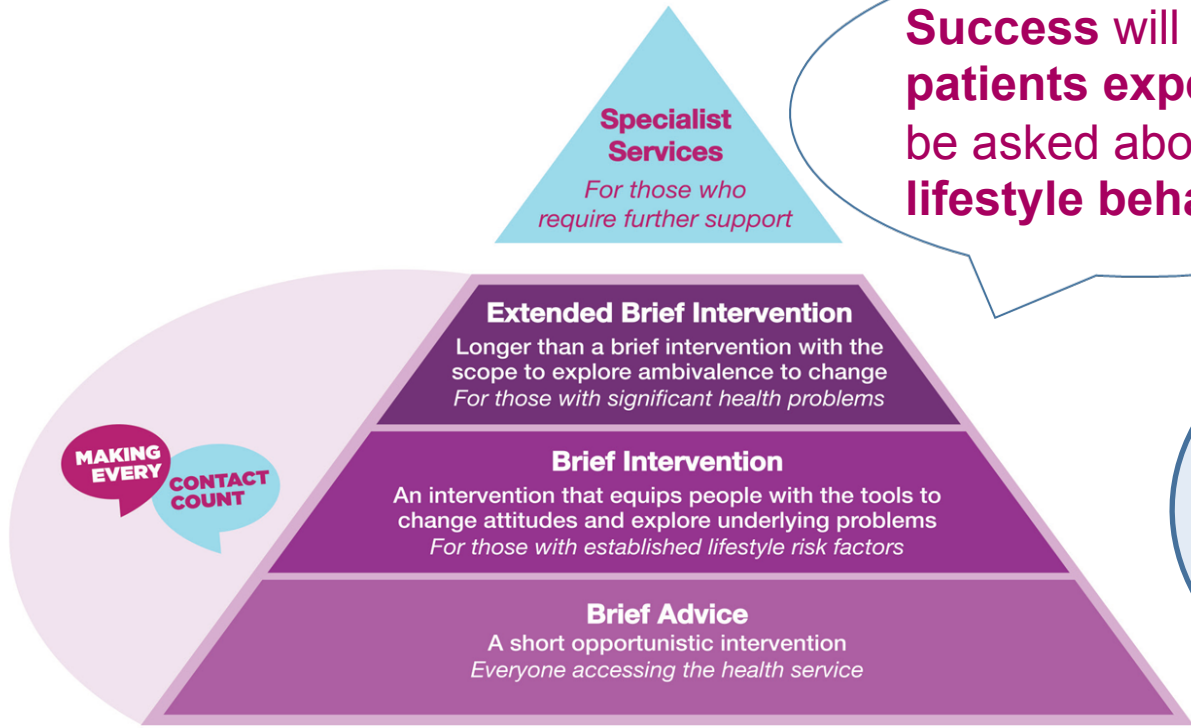 Success will
patients exp
be asked abo
lifestyle beha
Specialist
Services
For those who
require further support
Extended Brief Intervention
Longer than a brief intervention with the
scope to explore ambivalence to change
For those with significant health problems
MAKING
EVERY
CONTACT
COUNT
Brief Intervention
An intervention that equips people with the tools to
change attitudes and explore underlying problems
For those with established lifestyle risk factors
Brief Advice
A short opportunistic intervention
Everyone accessing the health service